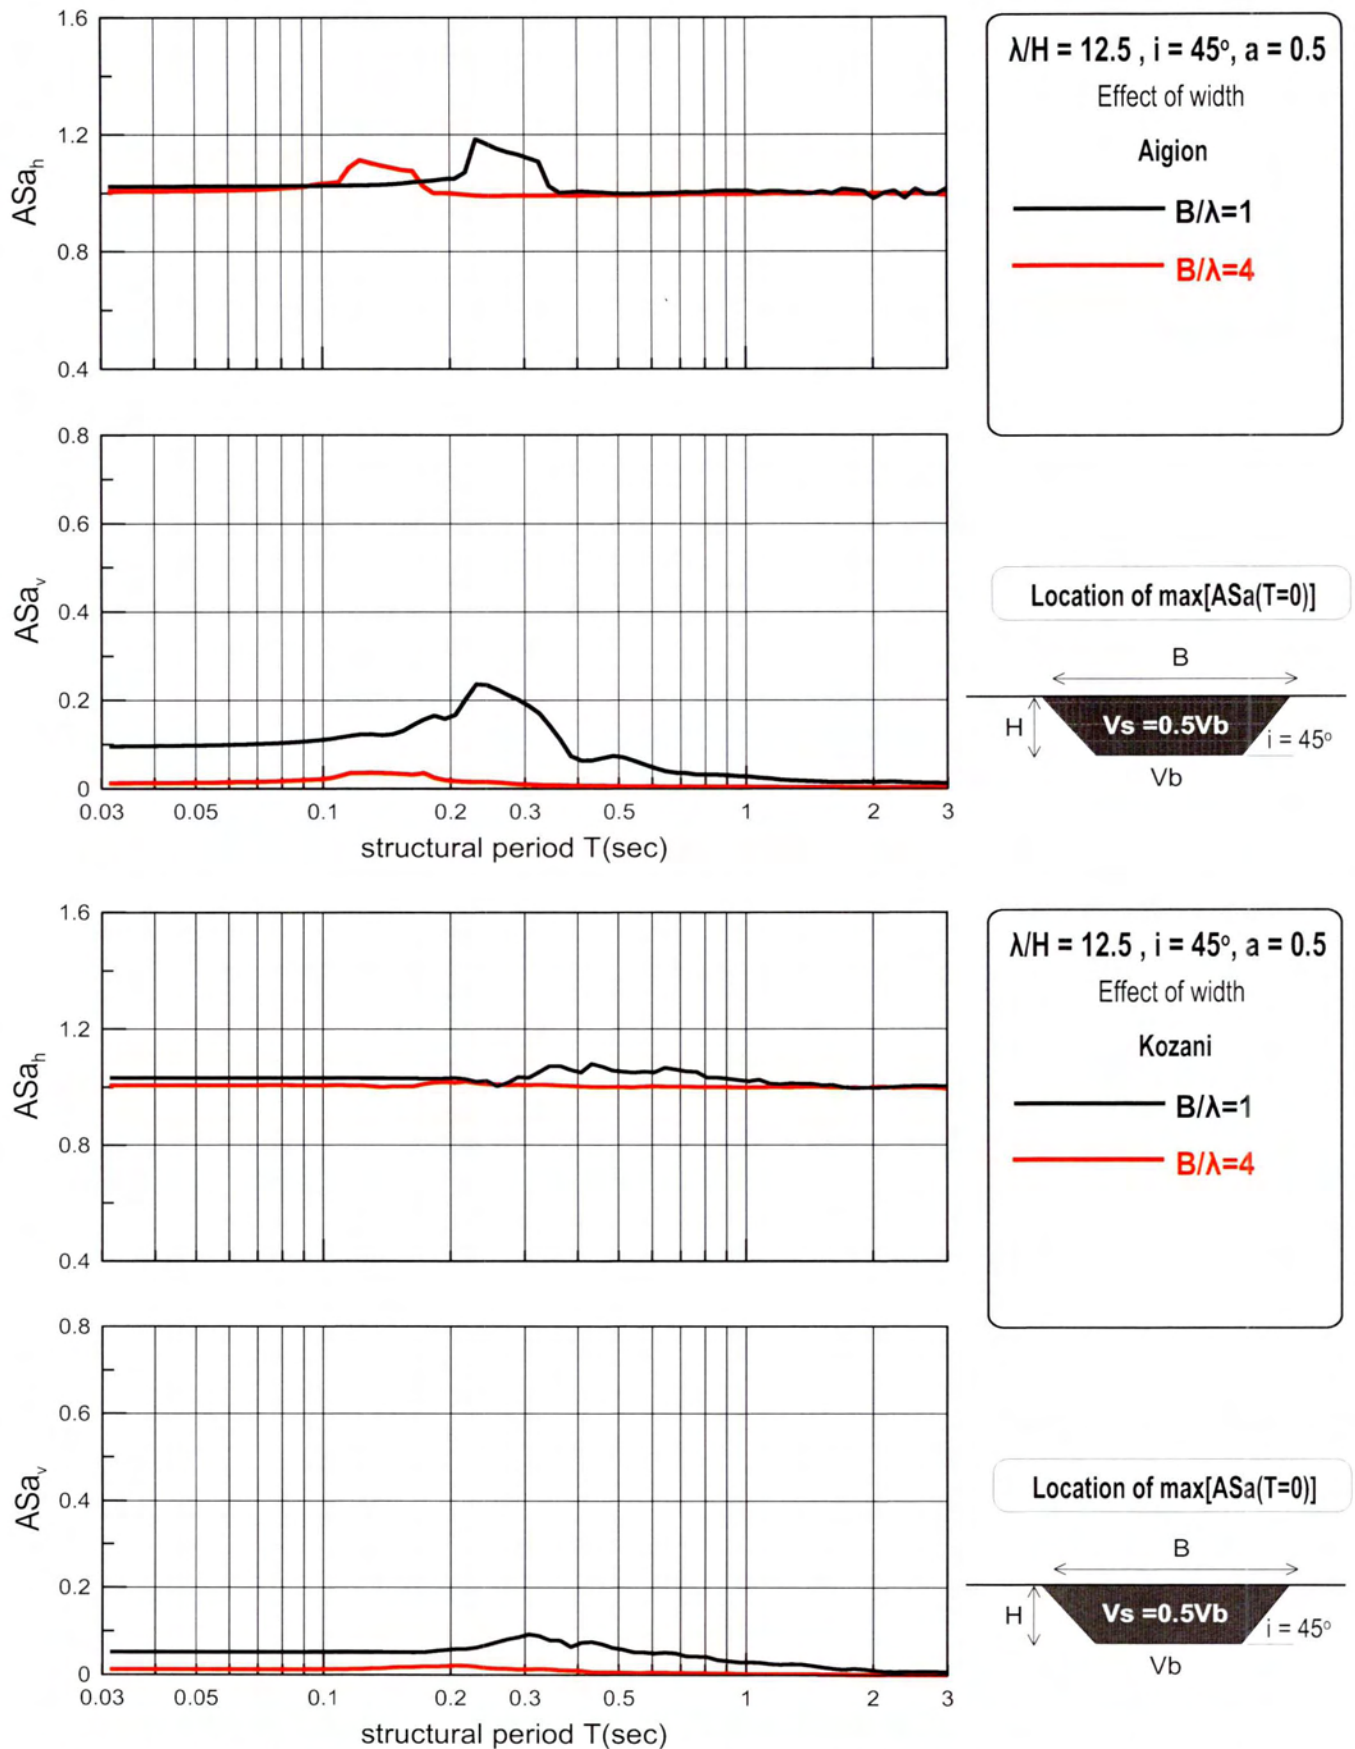 1.6
1.2
0.8
0.4
ASa_h
λ/H = 12.5 , i = 45°, a = 0.5
Effect of width
Aigion
B/λ=1
B/λ=4
0.8
0.6
0.4
0.2
0
ASa_v
0.03 0.05 0.1 0.2 0.3 0.5 1 2 3
structural period T(sec)
Location of max[ASa(T=0)]
B
H
Vs =0.5Vb
i = 45°
Vb
1.6
1.2
0.8
0.4
ASa_h
λ/H = 12.5 , i = 45°, a = 0.5
Effect of width
Kozani
B/λ=1
B/λ=4
0.8
0.6
0.4
0.2
0
ASa_v
0.03 0.05 0.1 0.2 0.3 0.5 1 2 3
structural period T(sec)
Location of max[ASa(T=0)]
B
H
Vs =0.5Vb
i = 45°
Vb